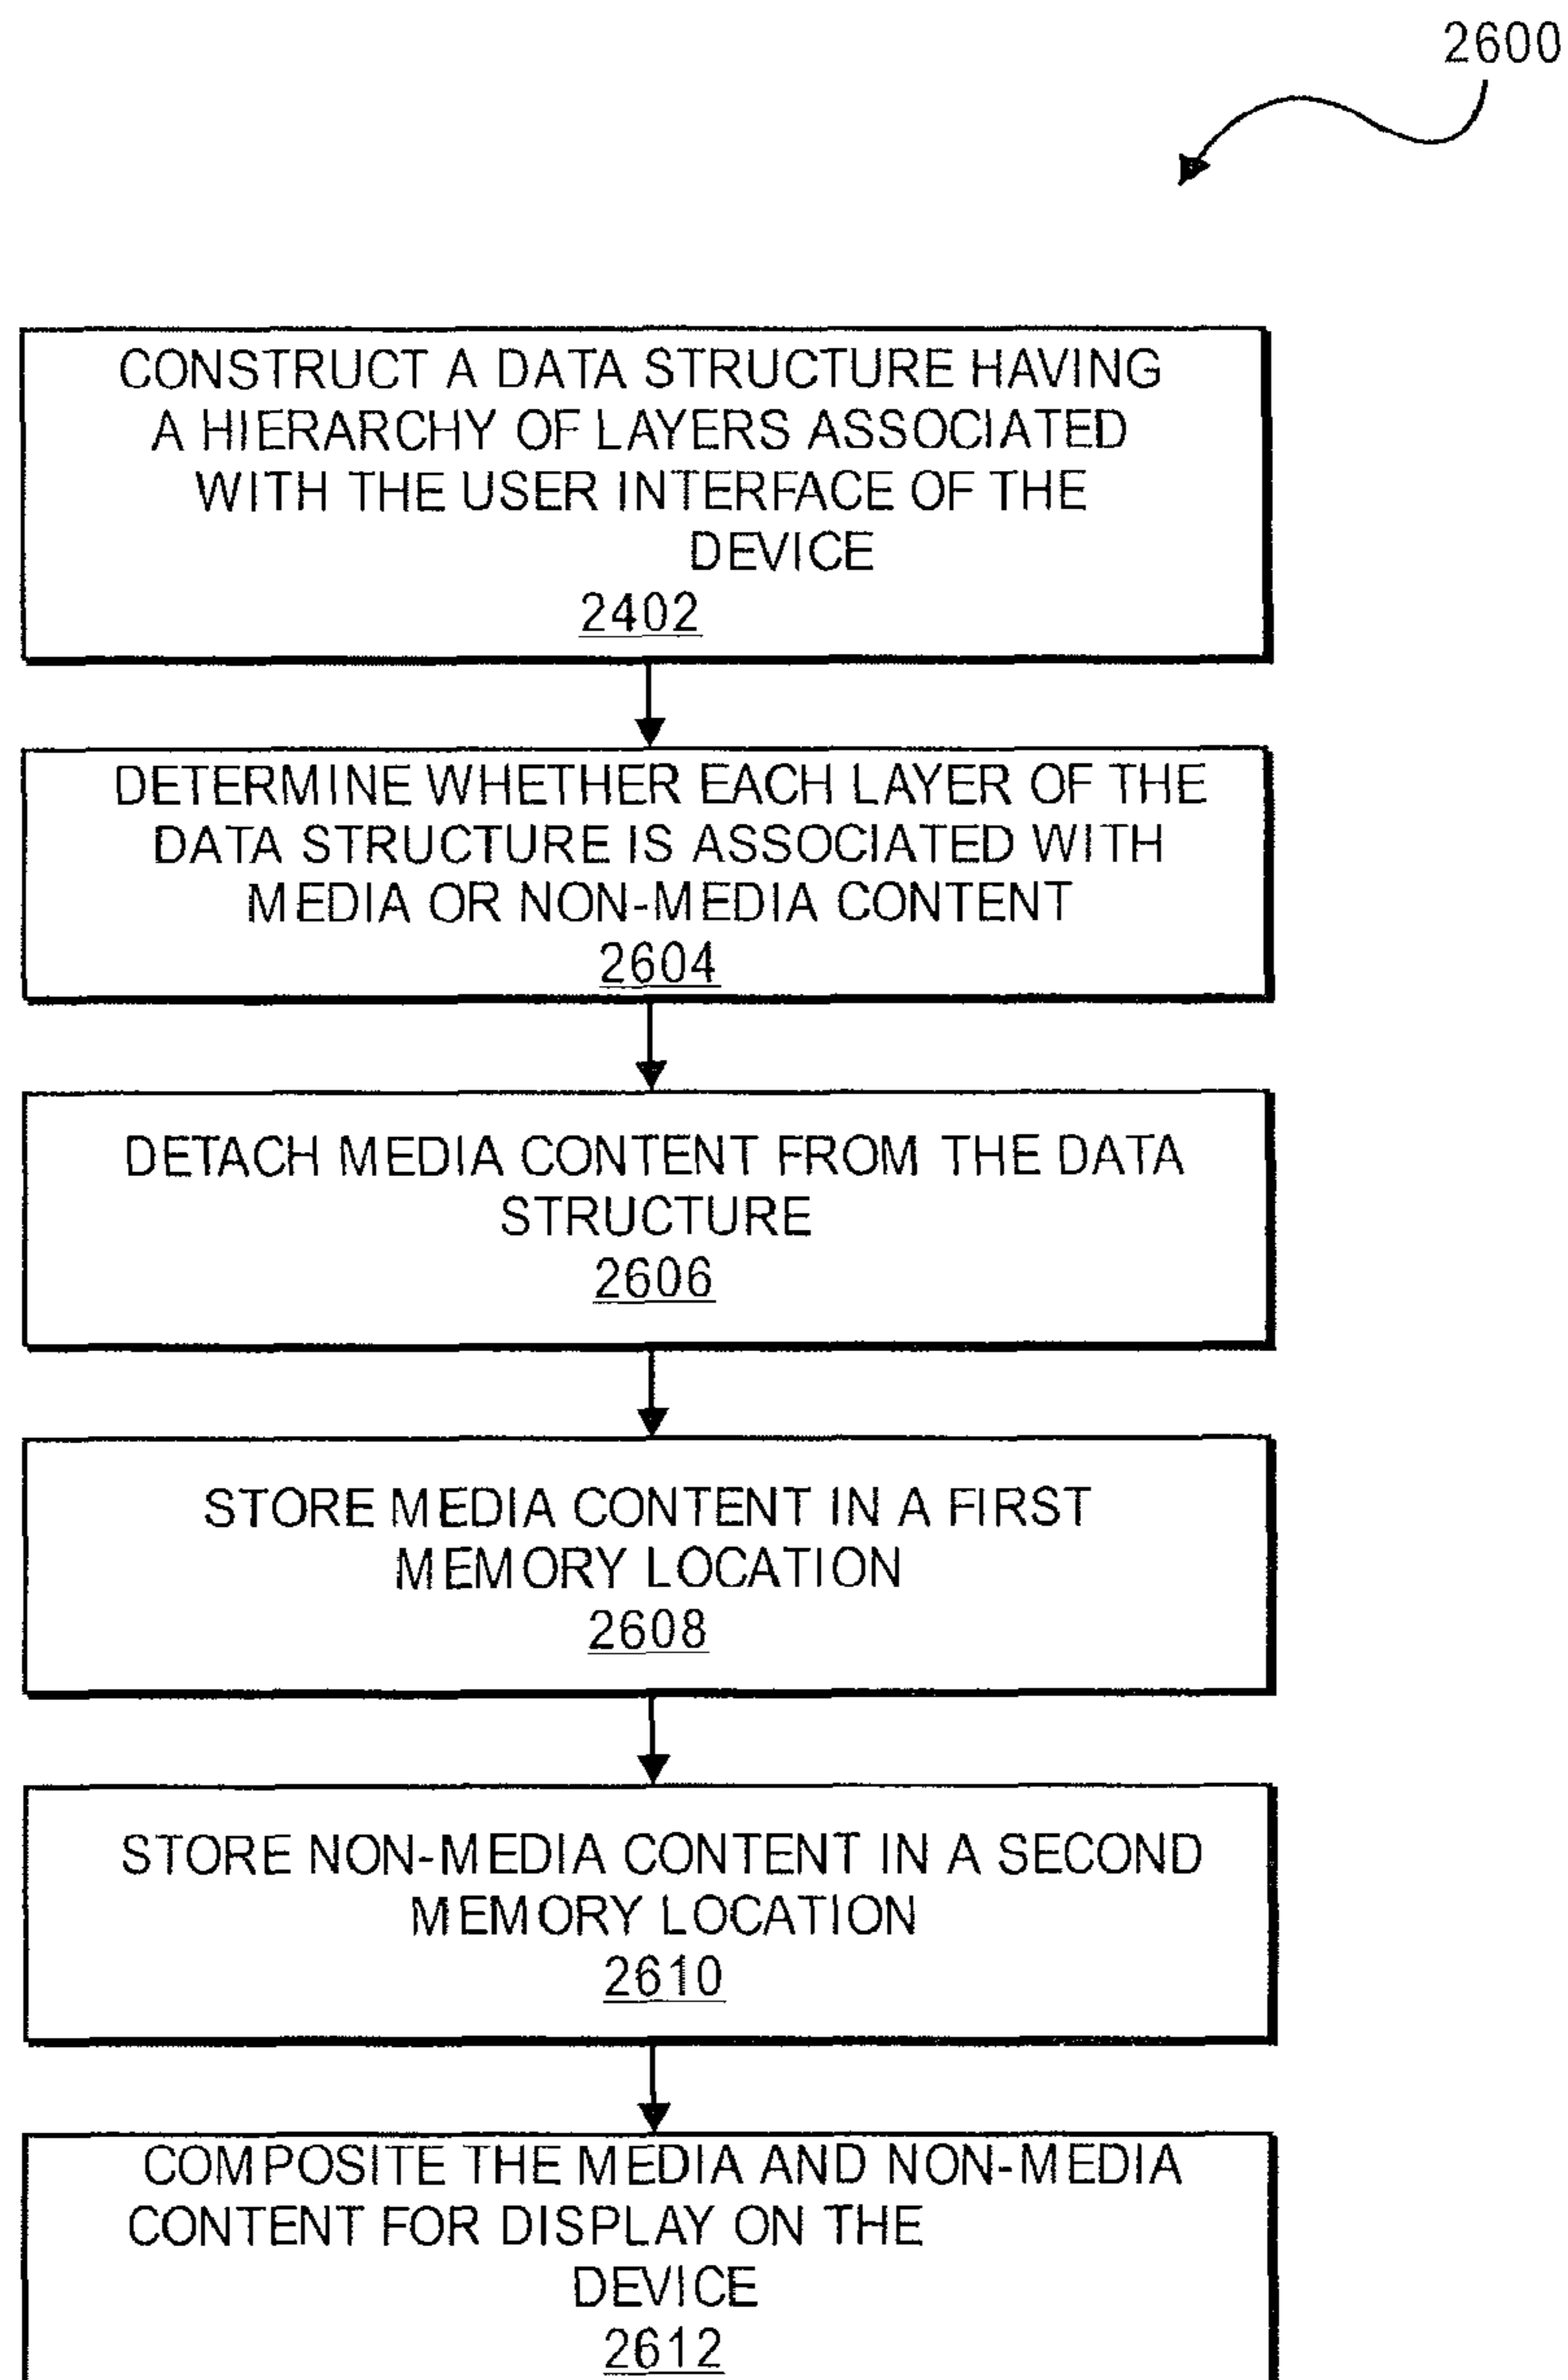 2600
CONSTRUCT A DATA STRUCTURE HAVING
A HIERARCHY OF LAYERS ASSOCIATED
WITH THE USER INTERFACE OF THE
DEVICE
2402
DETERMINE WHETHER EACH LAYER OF THE
DATA STRUCTURE IS ASSOCIATED WITH
MEDIA OR NON-MEDIA CONTENT
2604
DETACH MEDIA CONTENT FROM THE DATA
STRUCTURE
2606
STORE MEDIA CONTENT IN A FIRST
MEMORY LOCATION
2608
STORE NON-MEDIA CONTENT IN A SECOND
MEMORY LOCATION
2610
COMPOSITE THE MEDIA AND NON-MEDIA
CONTENT FOR DISPLAY ON THE
DEVICE
2612